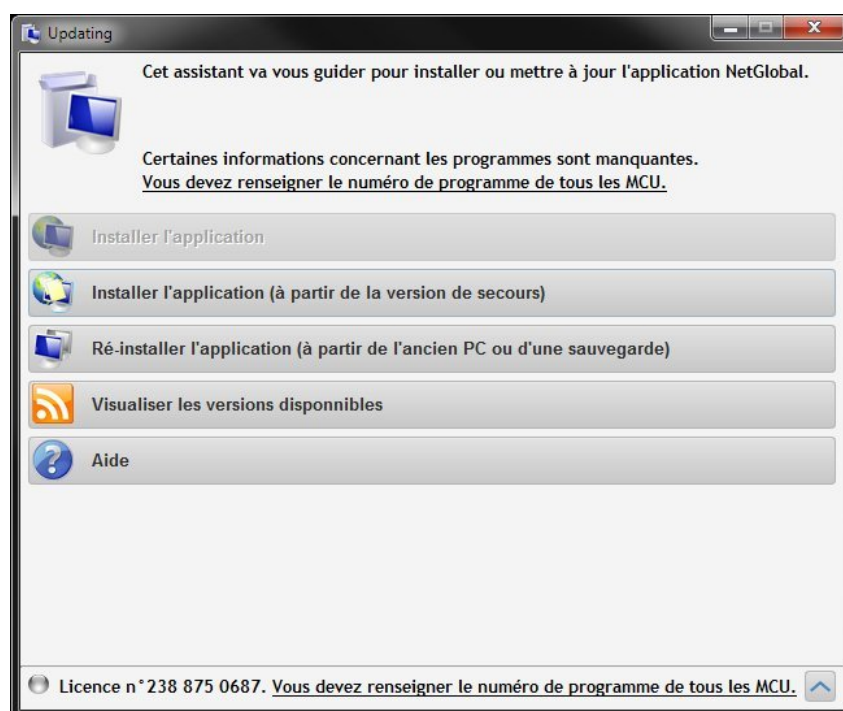 Updating
Cet assistant va vous guider pour installer ou mettre à jour l'application NetGlobal.
Certaines informations concernant les programmes sont manquantes.
Vous devez renseigner le numéro de programme de tous les MCU.
Installer l'application
Installer l'application (à partir de la version de secours)
Ré-installer l'application (à partir de l'ancien PC ou d'une sauvegarde)
Visualiser les versions disponnibles
Aide
Licence n°238 875 0687. Vous devez renseigner le numéro de programme de tous les MCU.